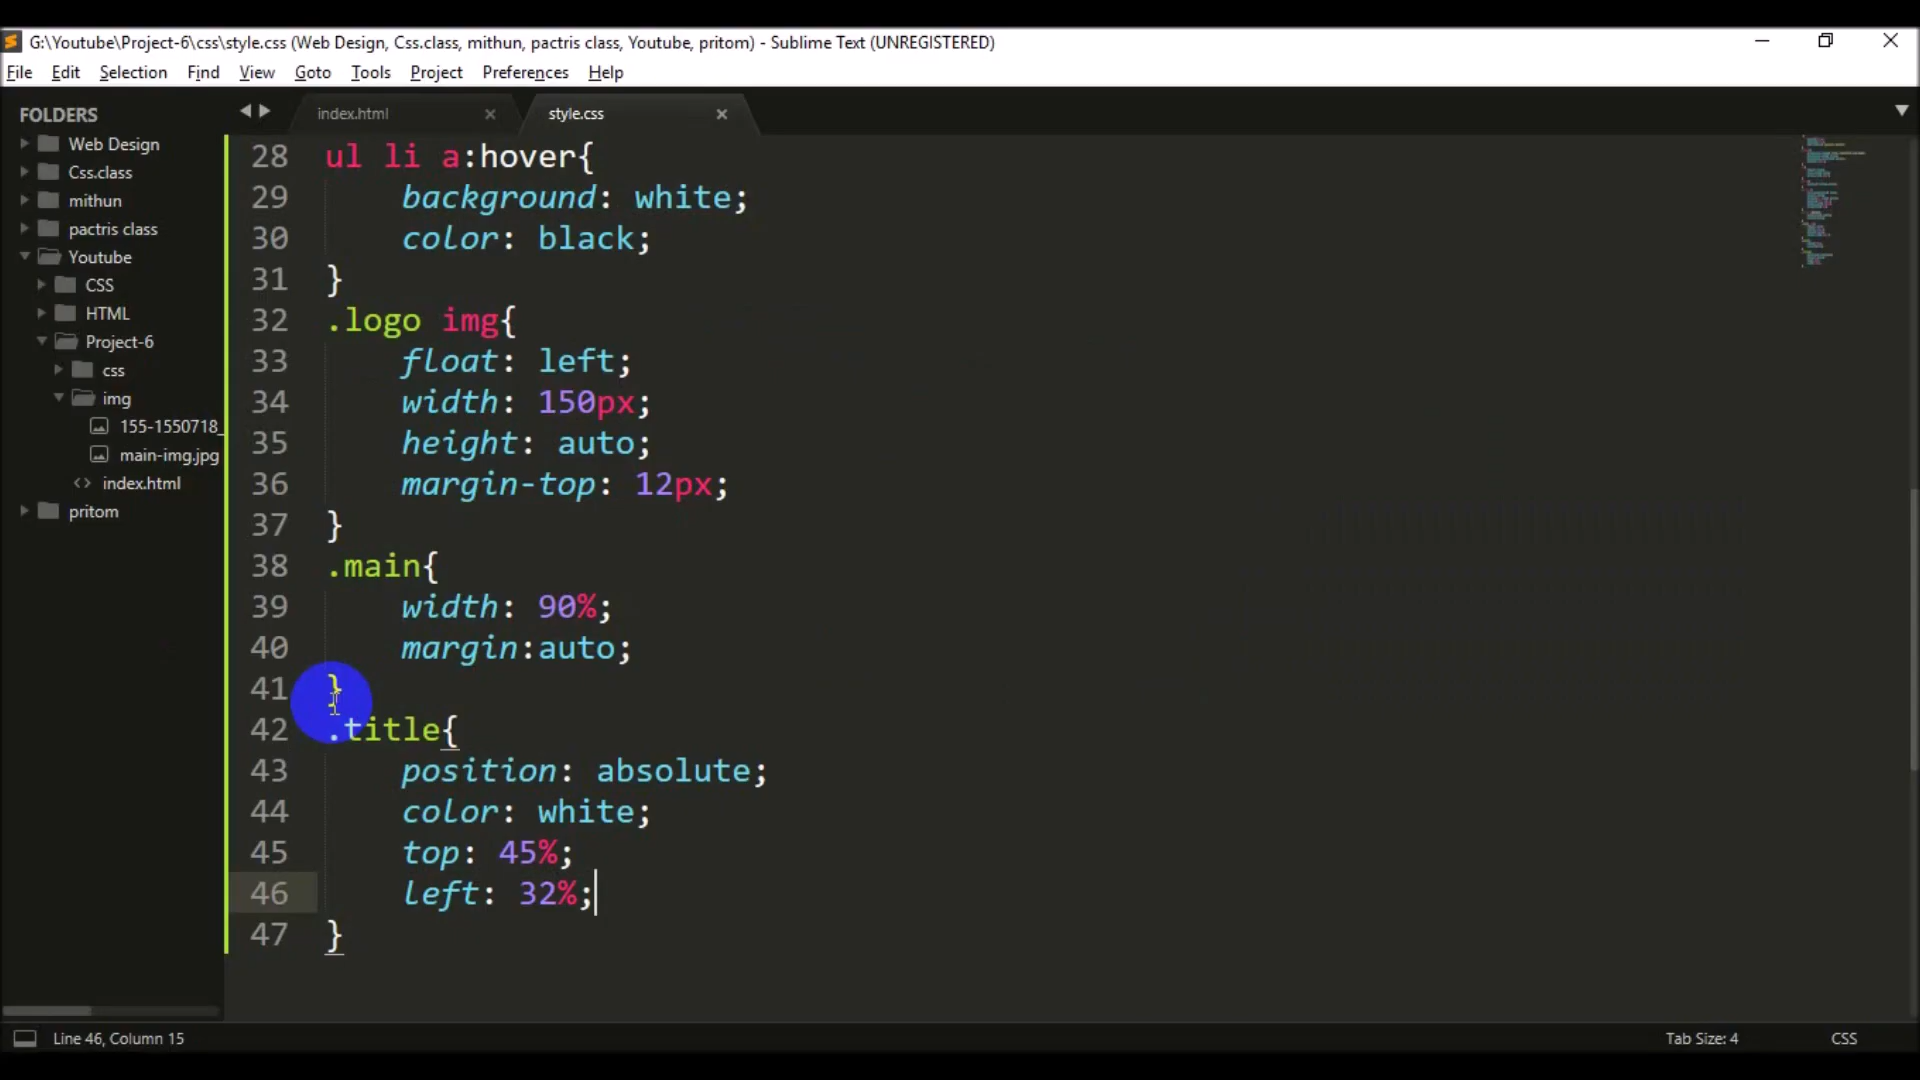 G:\Youtube\Project-6\css\style.css (Web Design, Css.class, mithun, pactris class, Youtube, pritom) - Sublime Text (UNREGISTERED)
File Edit Selection Find View Goto Tools Project Preferences Help
FOLDERS
Web Design
Css.class
mithun
pactris class
Youtube
CSS
HTML
Project-6
css
img
155-1550718_
main-img.jpg
index.html
pritom
index.html style.css
28 ul li a:hover{
29 background: white;
30 color: black;
31 }
32 .logo img{
33 float: left;
34 width: 150px;
35 height: auto;
36 margin-top: 12px;
37 }
38 .main{
39 width: 90%;
40 margin:auto;
41 }
42 .title{
43 position: absolute;
44 color: white;
45 top: 45%;
46 left: 32%;
47 }
Line 46, Column 15 Tab Size: 4 CSS